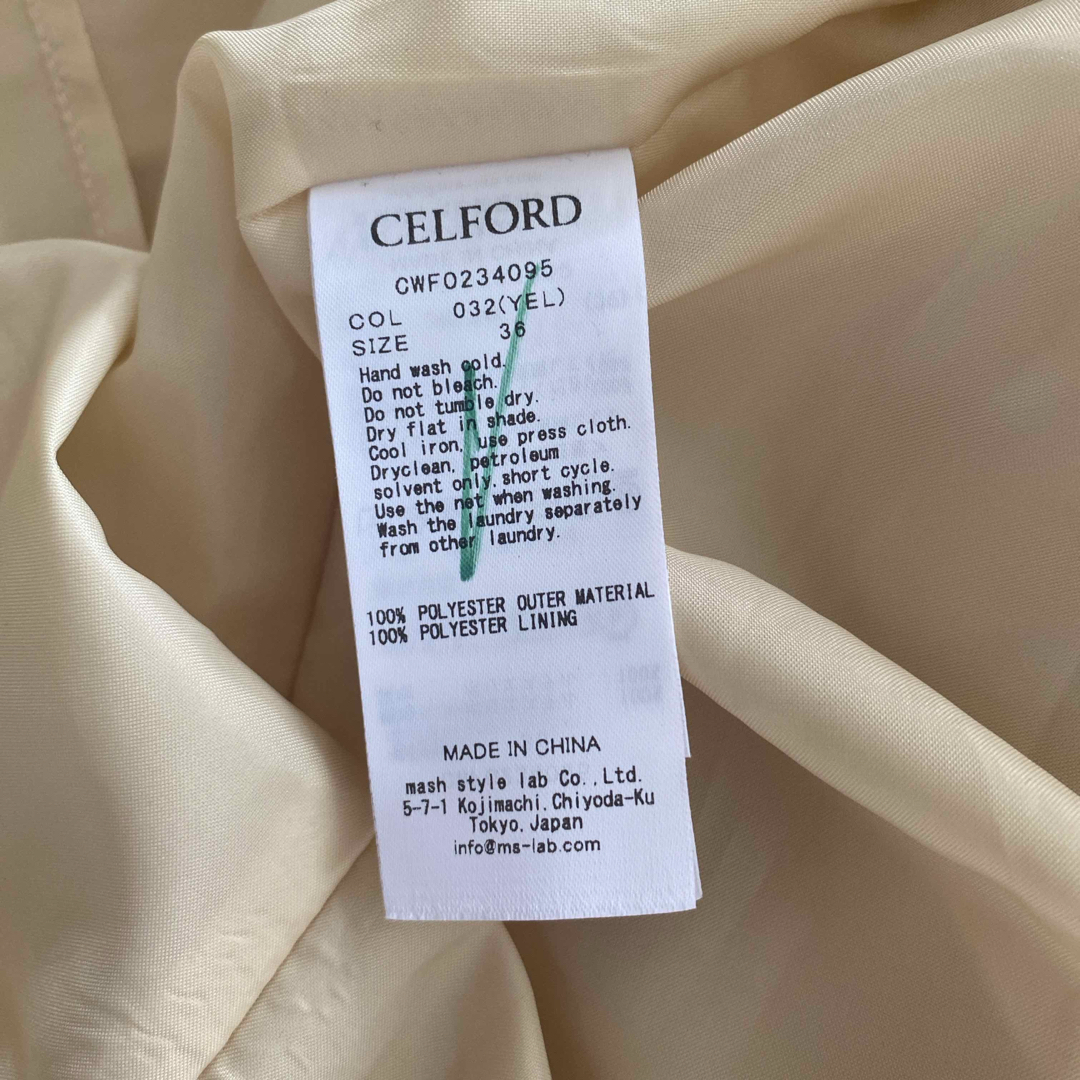 CELFORD
CWFO234095
COL 032(YEL)
SIZE 36
Hand wash cold.
Do not bleach.
Do not tumble dry.
Dry flat in shade.
Cool iron, use press cloth.
Dryclean, petroleum
solvent only, short cycle.
Use the net when washing.
Wash the laundry separately
from other laundry.
100% POLYESTER OUTER MATERIAL
100% POLYESTER LINING
MADE IN CHINA
mash style lab Co.,Ltd.
5-7-1 Kojimachi, Chiyoda-Ku
Tokyo, Japan
info@ms-lab.com